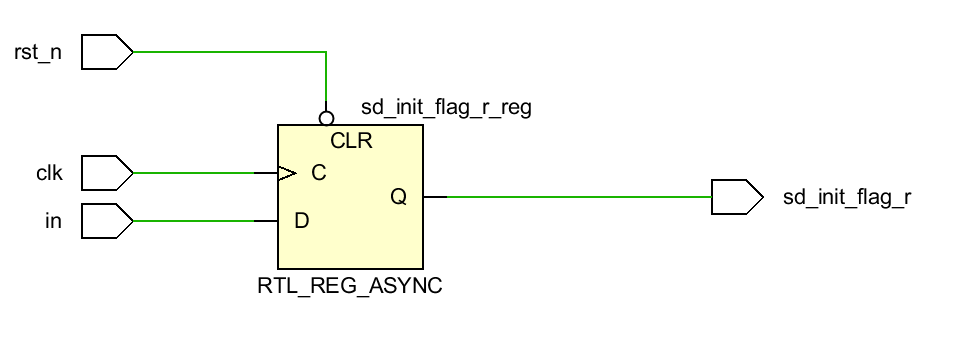 rst_n
sd_init_flag_r_reg
CLR
clk
C
Q
sd_init_flag_r
in
D
RTL_REG_ASYNC